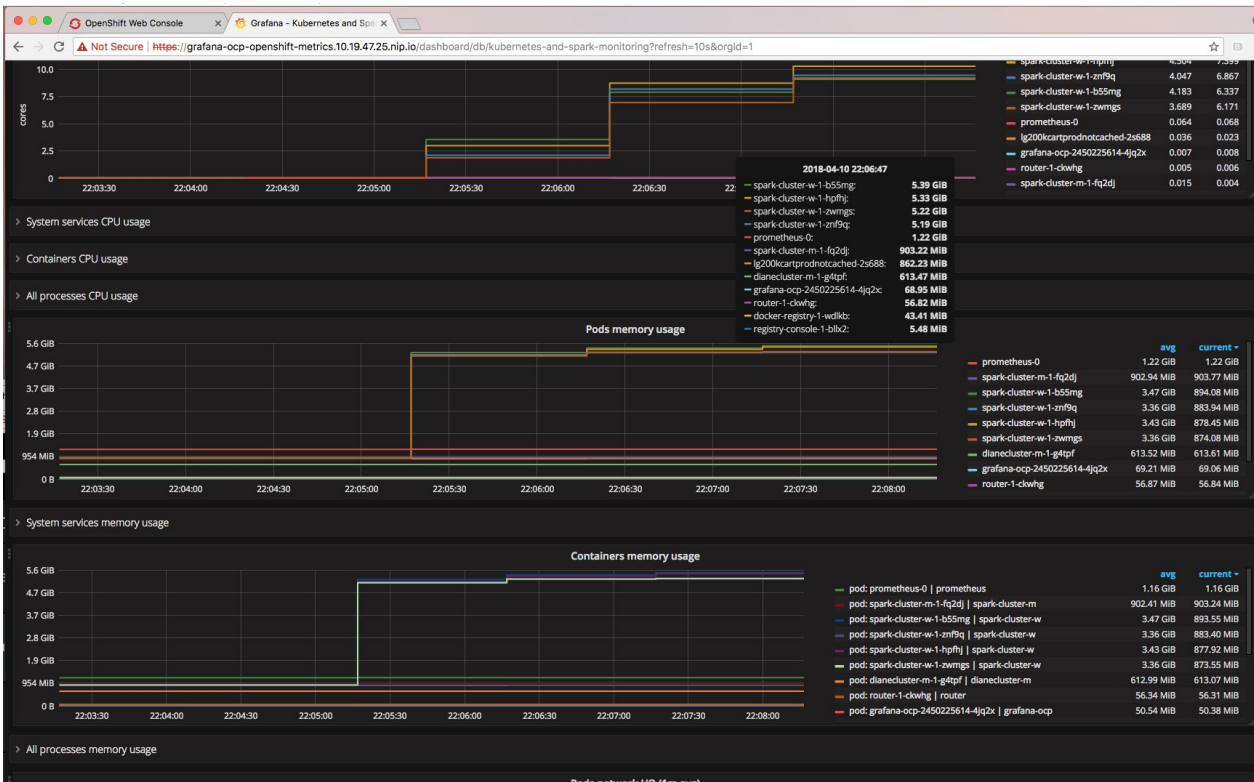 OpenShift Web Console
Grafana - Kubernetes and Spa
Not Secure | https://grafana-ocp-openshift-metrics.10.19.47.25.nip.io/dashboard/db/kubernetes-and-spark-monitoring?refresh=10s&orgId=1
cores
10.0
7.5
5.0
2.5
0
22:03:30 22:04:00 22:04:30 22:05:00 22:05:30 22:06:00 22:06:30 22:
spark-cluster-w-1-hpfhj 4.504 7.399
spark-cluster-w-1-znf9q 4.047 6.867
spark-cluster-w-1-b55mg 4.183 6.337
spark-cluster-w-1-zwmgs 3.689 6.171
prometheus-0 0.064 0.068
lg200kcartprodnotcached-2s688 0.036 0.023
grafana-ocp-2450225614-4jq2x 0.007 0.008
router-1-ckwhg 0.005 0.006
spark-cluster-m-1-fq2dj 0.015 0.004
2018-04-10 22:06:47
spark-cluster-w-1-b55mg: 5.39 GiB
spark-cluster-w-1-hpfhj: 5.33 GiB
spark-cluster-w-1-zwmgs: 5.22 GiB
spark-cluster-w-1-znf9q: 5.19 GiB
prometheus-0: 1.22 GiB
spark-cluster-m-1-fq2dj: 903.22 MiB
lg200kcartprodnotcached-2s688: 862.23 MiB
dianecluster-m-1-g4tpf: 613.47 MiB
grafana-ocp-2450225614-4jq2x: 68.95 MiB
router-1-ckwhg: 56.82 MiB
docker-registry-1-wdlkb: 43.41 MiB
registry-console-1-bllx2: 5.48 MiB
System services CPU usage
Containers CPU usage
All processes CPU usage
Pods memory usage
5.6 GiB
4.7 GiB
3.7 GiB
2.8 GiB
1.9 GiB
954 MiB
0 B
22:03:30 22:04:00 22:04:30 22:05:00 22:05:30 22:06:00 22:06:30 22:07:00 22:07:30 22:08:00
avg current
prometheus-0 1.22 GiB 1.22 GiB
spark-cluster-m-1-fq2dj 902.94 MiB 903.77 MiB
spark-cluster-w-1-b55mg 3.47 GiB 894.08 MiB
spark-cluster-w-1-znf9q 3.36 GiB 883.94 MiB
spark-cluster-w-1-hpfhj 3.43 GiB 878.45 MiB
spark-cluster-w-1-zwmgs 3.36 GiB 874.08 MiB
dianecluster-m-1-g4tpf 613.52 MiB 613.61 MiB
grafana-ocp-2450225614-4jq2x 69.21 MiB 69.06 MiB
router-1-ckwhg 56.87 MiB 56.84 MiB
System services memory usage
Containers memory usage
5.6 GiB
4.7 GiB
3.7 GiB
2.8 GiB
1.9 GiB
954 MiB
0 B
22:03:30 22:04:00 22:04:30 22:05:00 22:05:30 22:06:00 22:06:30 22:07:00 22:07:30 22:08:00
avg current
pod: prometheus-0 | prometheus 1.16 GiB 1.16 GiB
pod: spark-cluster-m-1-fq2dj | spark-cluster-m 902.41 MiB 903.24 MiB
pod: spark-cluster-w-1-b55mg | spark-cluster-w 3.47 GiB 893.55 MiB
pod: spark-cluster-w-1-znf9q | spark-cluster-w 3.36 GiB 883.40 MiB
pod: spark-cluster-w-1-hpfhj | spark-cluster-w 3.43 GiB 877.92 MiB
pod: spark-cluster-w-1-zwmgs | spark-cluster-w 3.36 GiB 873.55 MiB
pod: dianecluster-m-1-g4tpf | dianecluster-m 612.99 MiB 613.07 MiB
pod: router-1-ckwhg | router 56.34 MiB 56.31 MiB
pod: grafana-ocp-2450225614-4jq2x | grafana-ocp 50.54 MiB 50.38 MiB
All processes memory usage
Pods network I/O (1m avg)